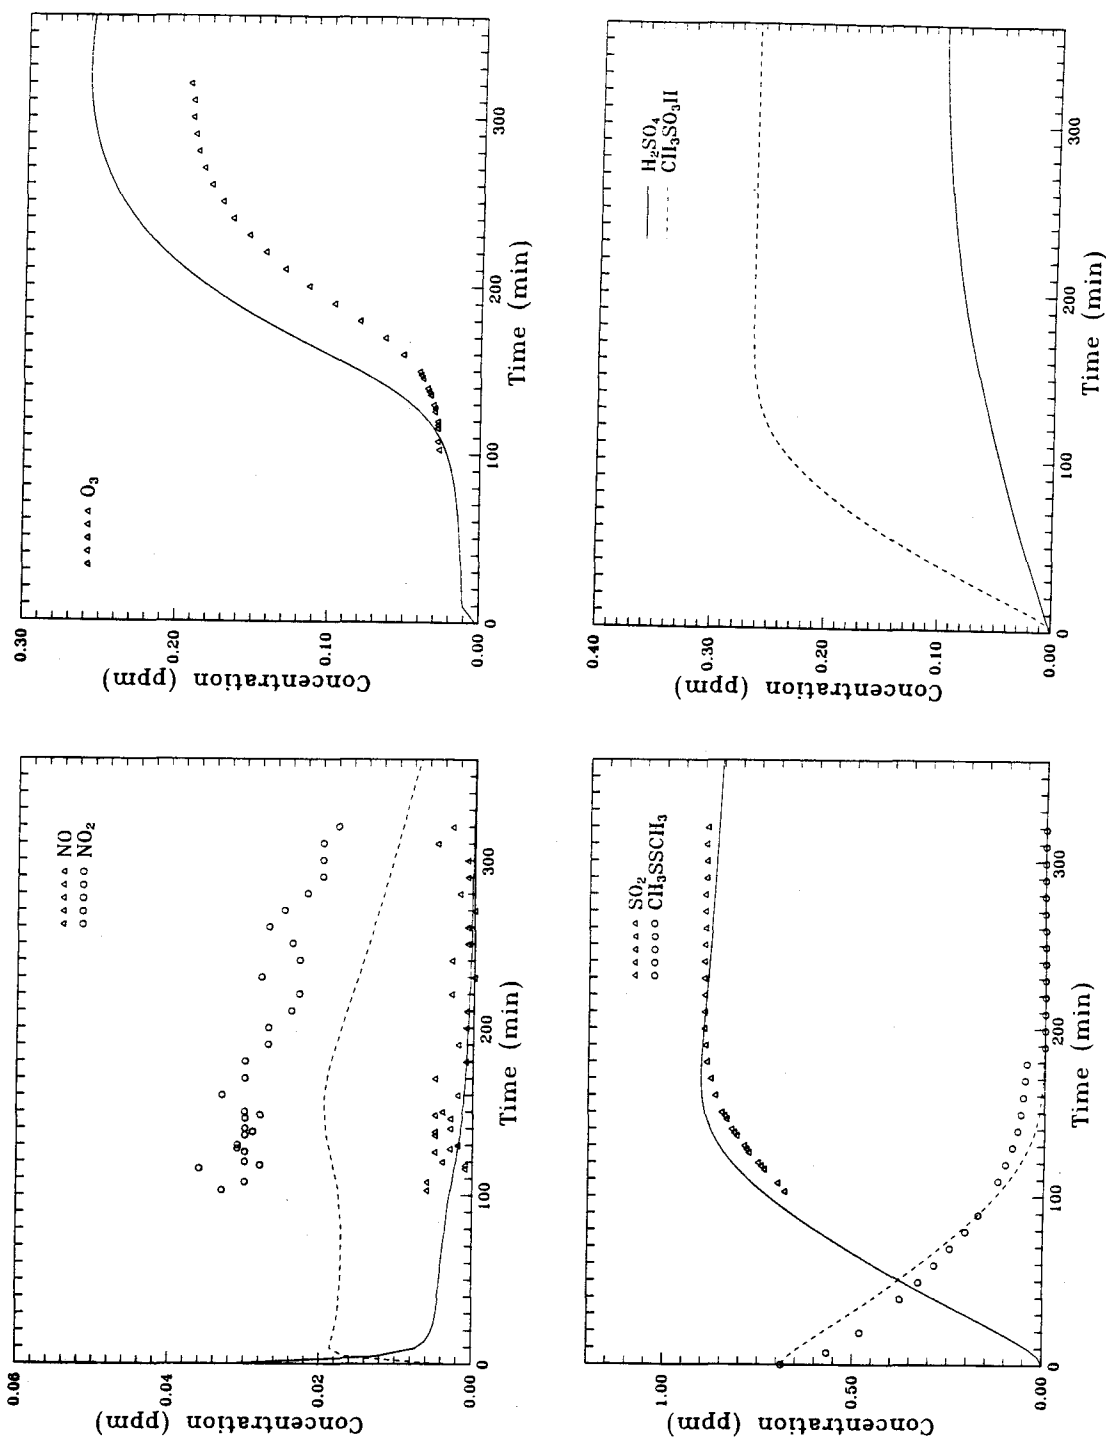 0.06
0.04
0.02
0.00
Concentration (ppm)
0
100
200
300
Time (min)
▵ ▵ ▵ ▵ NO
○ ○ ○ ○ ○ NO₂
0.30
0.20
0.10
0.00
Concentration (ppm)
0
100
200
300
Time (min)
▵ ▵ ▵ ▵ ▵ O₃
1.00
0.50
0.00
Concentration (ppm)
0
100
200
300
Time (min)
▵ ▵ ▵ ▵ SO₂
○ ○ ○ ○ ○ CH₃SSCH₃
0.40
0.30
0.20
0.10
0.00
Concentration (ppm)
0
100
200
300
Time (min)
H₂SO₄
CH₃SO₃H